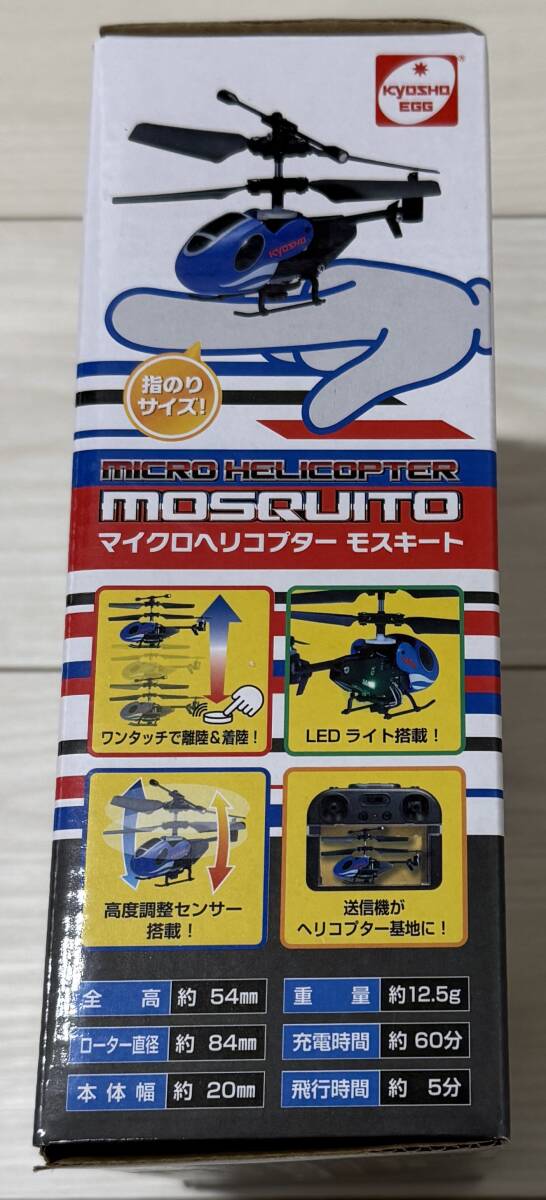 KYOSHO
EGG
®
KYOSHO
指のり
サイズ!
MICRO HELICOPTER
MOSQUITO
マイクロヘリコプター モスキート
ワンタッチで離陸&着陸!
LED ライト搭載!
高度調整センサー
搭載!
送信機が
ヘリコプター基地に!
全高 約 54mm
重量 約12.5g
ローター直径 約 84mm
充電時間 約 60分
本体幅 約 20mm
飛行時間 約 5分